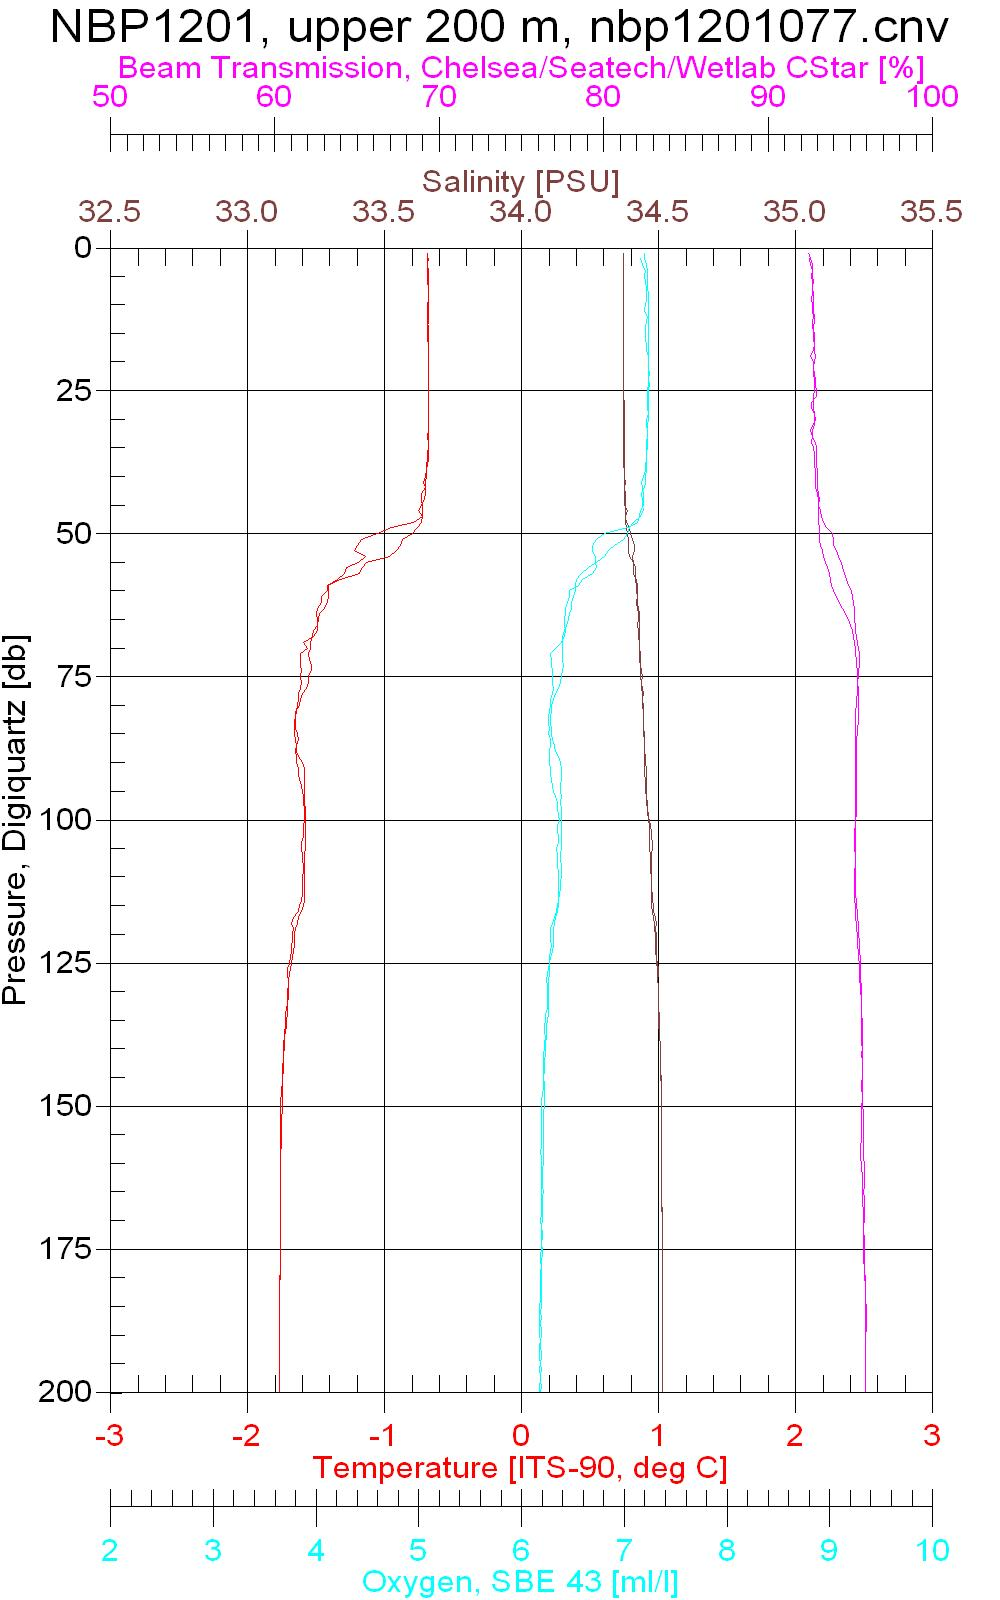 NBP1201, upper 200 m, nbp1201077.cnv
Beam Transmission, Chelsea/Seatech/Wetlab CStar [%]
50 60 70 80 90 100
Salinity [PSU]
32.5 33.0 33.5 34.0 34.5 35.0 35.5
0
25
50
75
100
125
150
175
200
Pressure, Digiquartz [db]
-3 -2 -1 0 1 2 3
Temperature [ITS-90, deg C]
2 3 4 5 6 7 8 9 10
Oxygen, SBE 43 [ml/l]